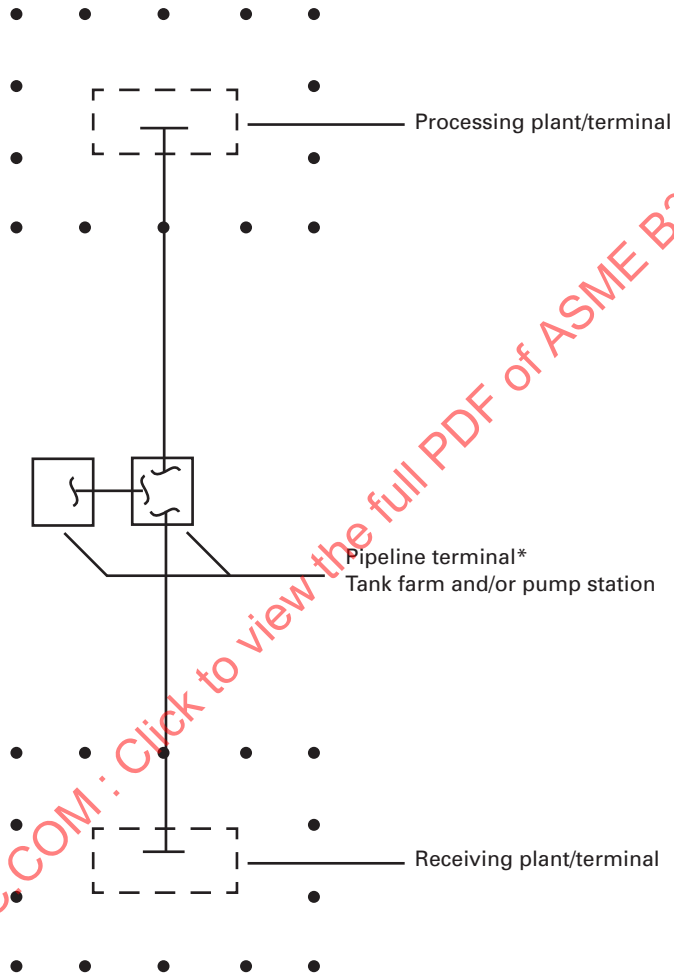 Processing plant/terminal
Pipeline terminal*
Tank farm and/or pump station
Receiving plant/terminal
C.COM : Click to view the full PDF of ASME B3